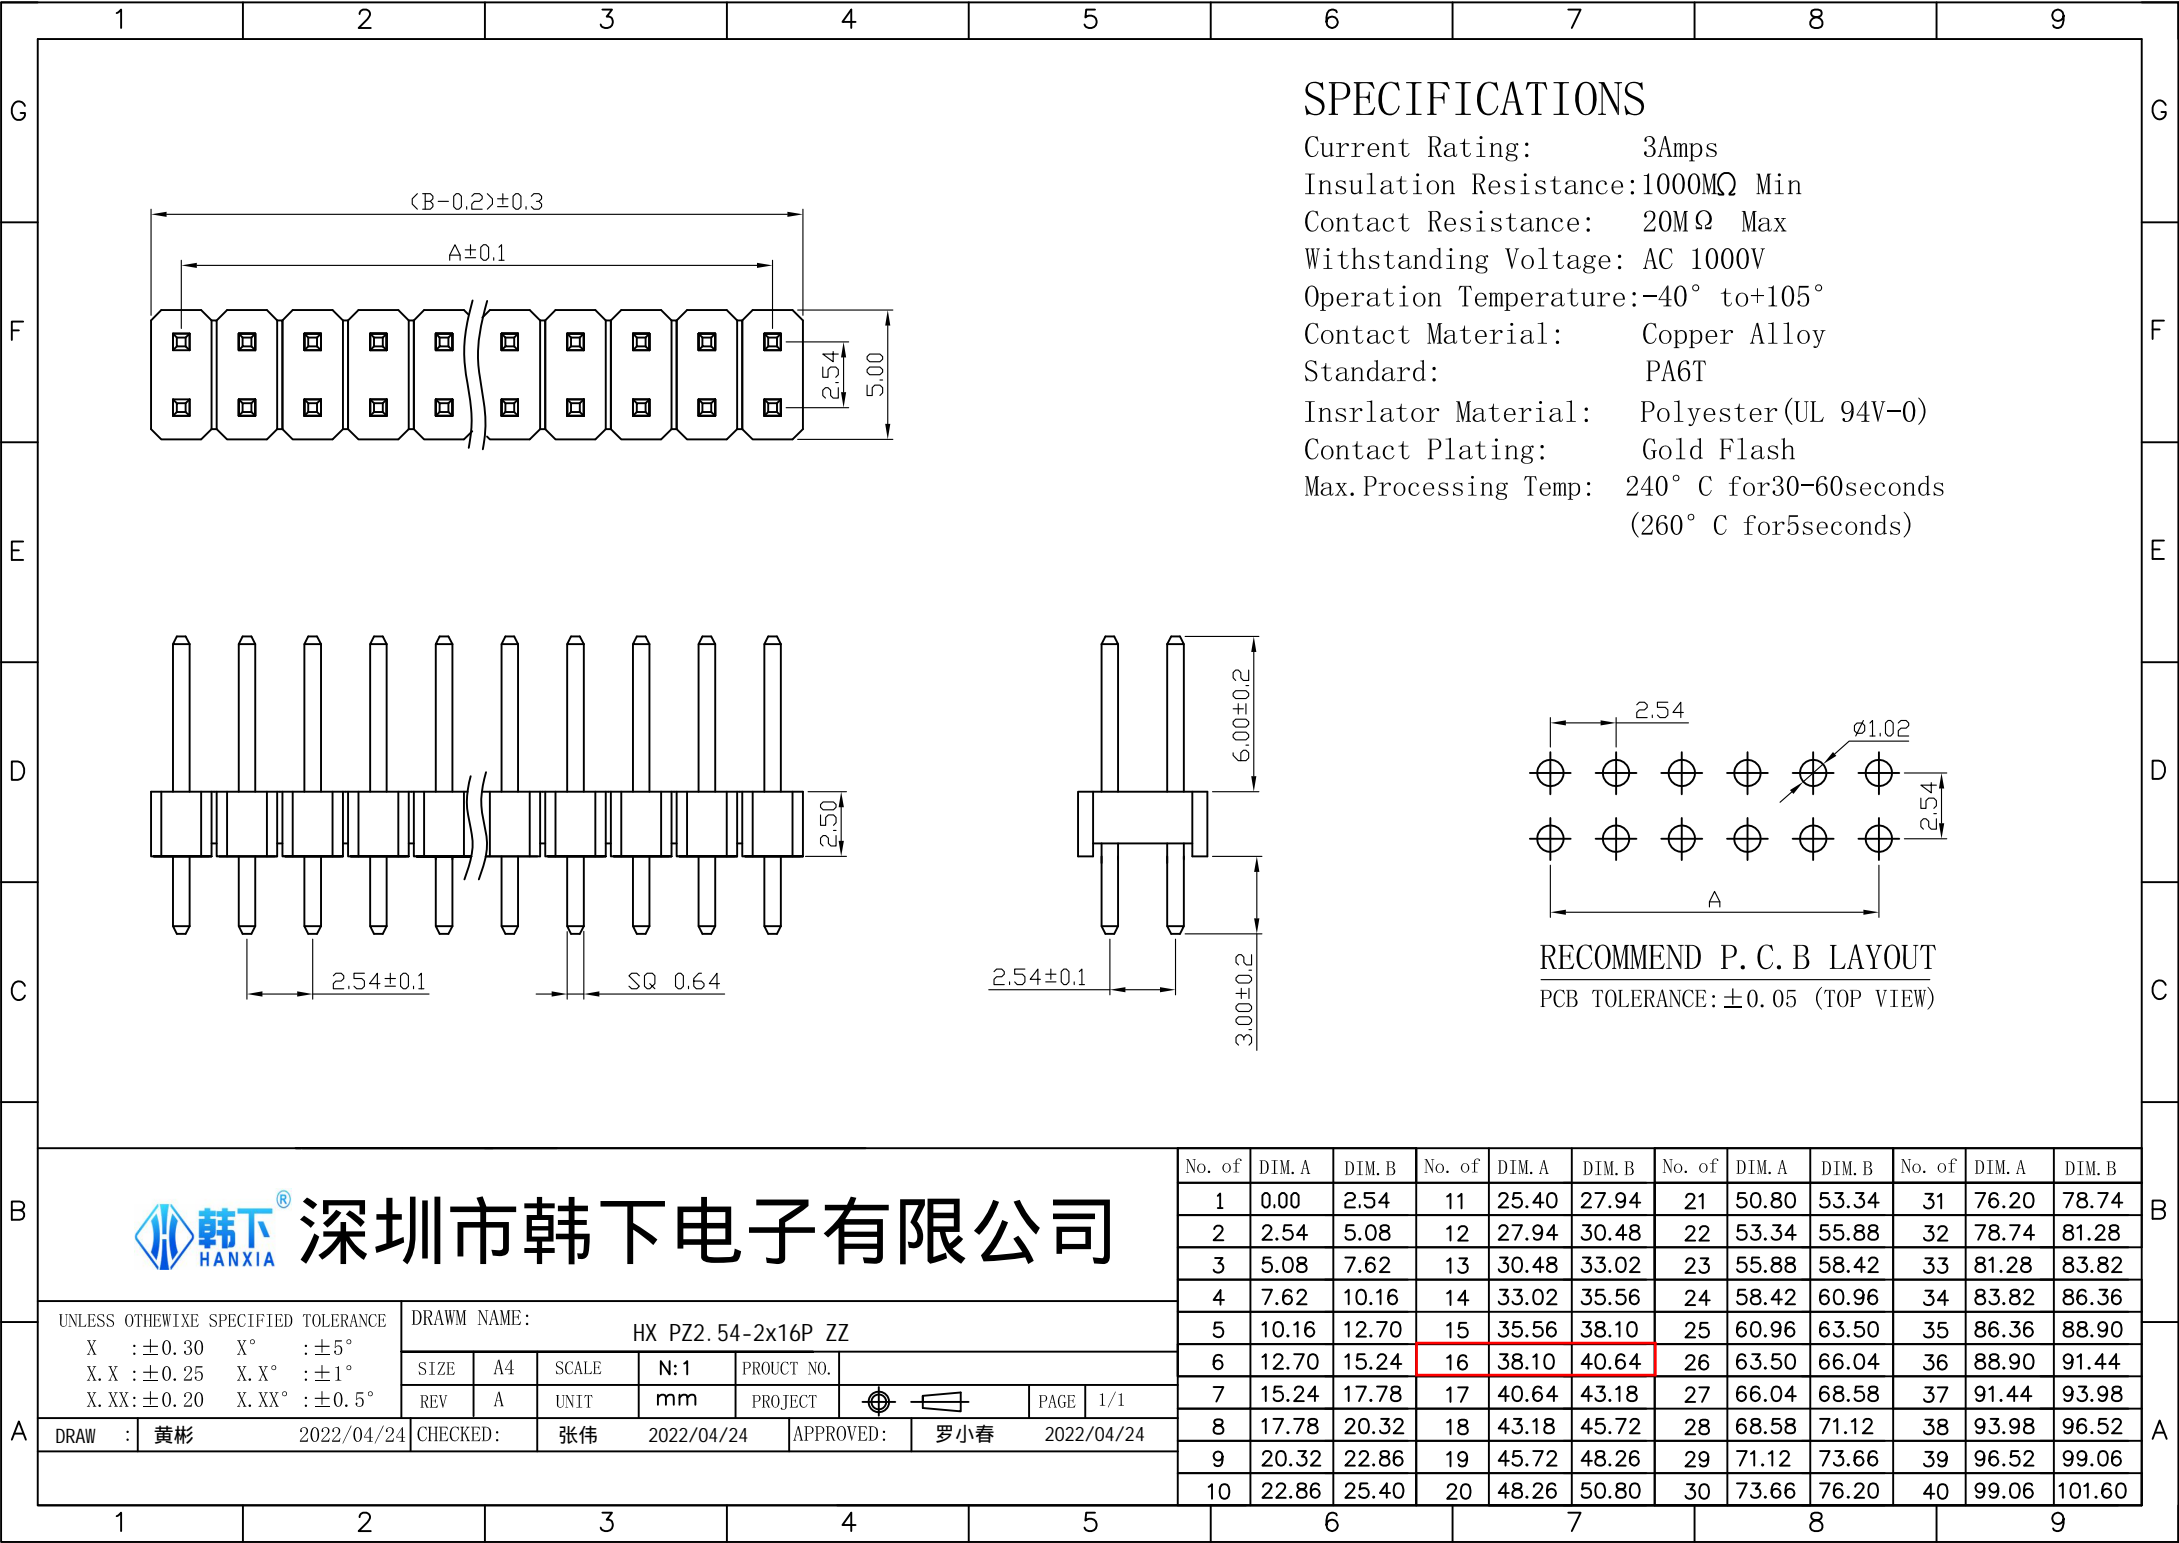 1 2 3 4 5 6 7 8 9
G G
F F
E E
D D
C C
B B
A A
SPECIFICATIONS
Current Rating: 3Amps
Insulation Resistance:1000MΩ Min
Contact Resistance: 20MΩ Max
Withstanding Voltage: AC 1000V
Operation Temperature:-40° to+105°
Contact Material: Copper Alloy
Standard: PA6T
Insrlator Material: Polyester(UL 94V-0)
Contact Plating: Gold Flash
Max.Processing Temp: 240°C for30-60seconds
(260°C for5seconds)
(B-0.2)±0.3
A±0.1
2.54
5.00
2.50
2.54±0.1
SQ 0.64
6.00±0.2
2.54±0.1
3.00±0.2
2.54
Ø1.02
2.54
A
RECOMMEND P.C.B LAYOUT
PCB TOLERANCE:±0.05 (TOP VIEW)
韩下®
HANXIA
深圳市韩下电子有限公司
UNLESS OTHEWIXE SPECIFIED TOLERANCE
X :±0.30 X° :±5°
X.X :±0.25 X.X° :±1°
X.XX:±0.20 X.XX° :±0.5°
DRAWM NAME:
HX PZ2.54-2x16P ZZ
SIZE A4 SCALE N:1 PROUCT NO.
REV A UNIT mm PROJECT PAGE 1/1
DRAW : 黄彬 2022/04/24 CHECKED: 张伟 2022/04/24 APPROVED: 罗小春 2022/04/24
No. of DIM.A DIM.B No. of DIM.A DIM.B No. of DIM.A DIM.B No. of DIM.A DIM.B
1 0.00 2.54 11 25.40 27.94 21 50.80 53.34 31 76.20 78.74
2 2.54 5.08 12 27.94 30.48 22 53.34 55.88 32 78.74 81.28
3 5.08 7.62 13 30.48 33.02 23 55.88 58.42 33 81.28 83.82
4 7.62 10.16 14 33.02 35.56 24 58.42 60.96 34 83.82 86.36
5 10.16 12.70 15 35.56 38.10 25 60.96 63.50 35 86.36 88.90
6 12.70 15.24 16 38.10 40.64 26 63.50 66.04 36 88.90 91.44
7 15.24 17.78 17 40.64 43.18 27 66.04 68.58 37 91.44 93.98
8 17.78 20.32 18 43.18 45.72 28 68.58 71.12 38 93.98 96.52
9 20.32 22.86 19 45.72 48.26 29 71.12 73.66 39 96.52 99.06
10 22.86 25.40 20 48.26 50.80 30 73.66 76.20 40 99.06 101.60
1 2 3 4 5 6 7 8 9